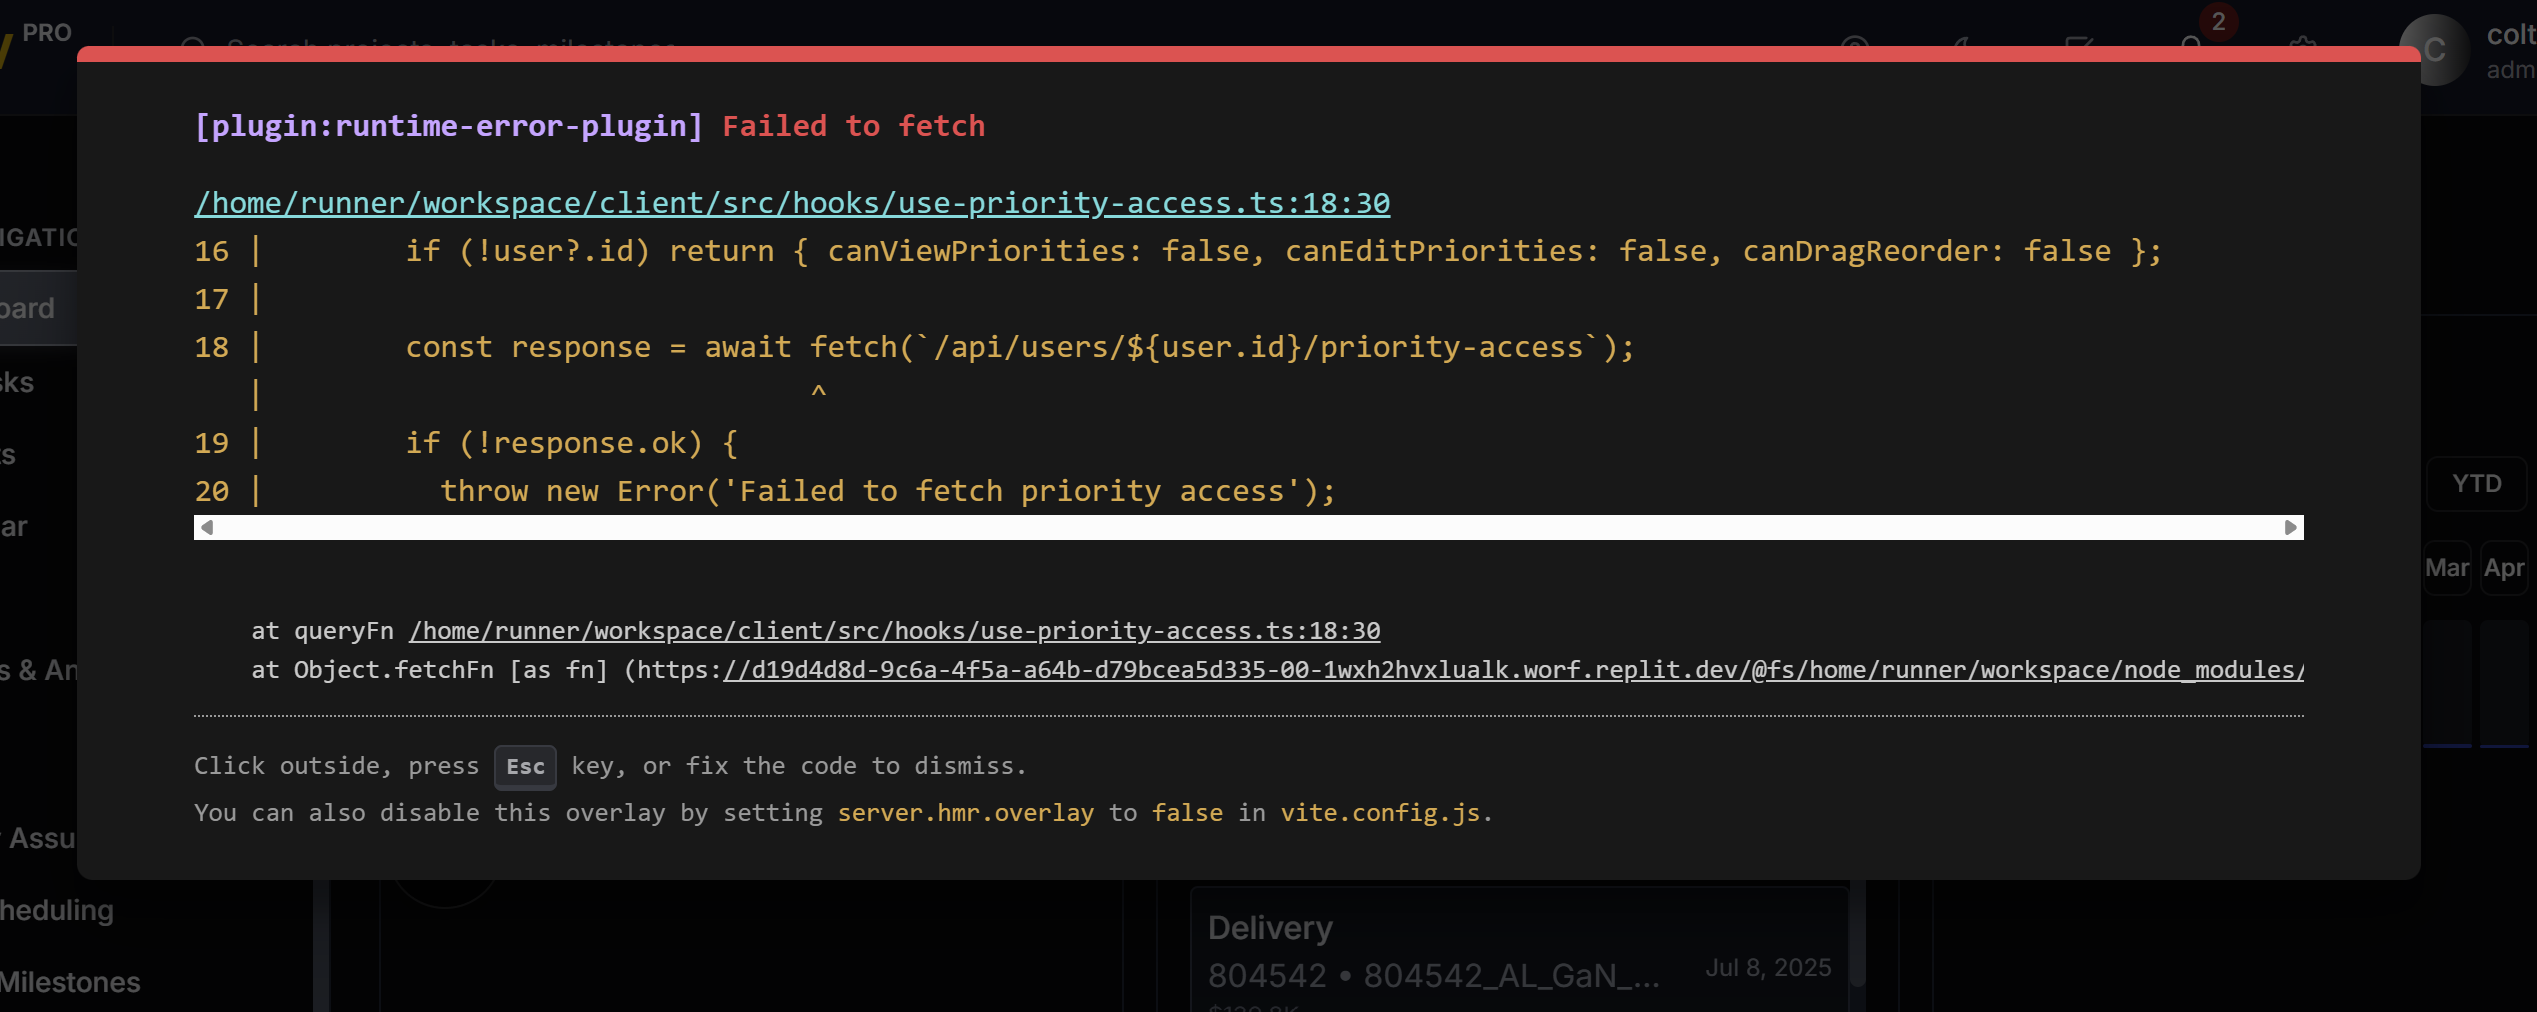 PRO
Search projects, tasks, milestones
2
C
colt
adm
[plugin:runtime-error-plugin] Failed to fetch
/home/runner/workspace/client/src/hooks/use-priority-access.ts:18:30
16 |        if (!user?.id) return { canViewPriorities: false, canEditPriorities: false, canDragReorder: false };
17 |
18 |        const response = await fetch(`/api/users/${user.id}/priority-access`);
   |                               ^
19 |        if (!response.ok) {
20 |          throw new Error('Failed to fetch priority access');
at queryFn /home/runner/workspace/client/src/hooks/use-priority-access.ts:18:30
at Object.fetchFn [as fn] (https://d19d4d8d-9c6a-4f5a-a64b-d79bcea5d335-00-1wxh2hvxlualk.worf.replit.dev/@fs/home/runner/workspace/node_modules/
Click outside, press Esc key, or fix the code to dismiss.
You can also disable this overlay by setting server.hmr.overlay to false in vite.config.js.
IGATIO
oard
sks
ts
ar
s & An
Assu
heduling
Milestones
YTD
Mar
Apr
Delivery
804542 • 804542_AL_GaN_...
Jul 8, 2025